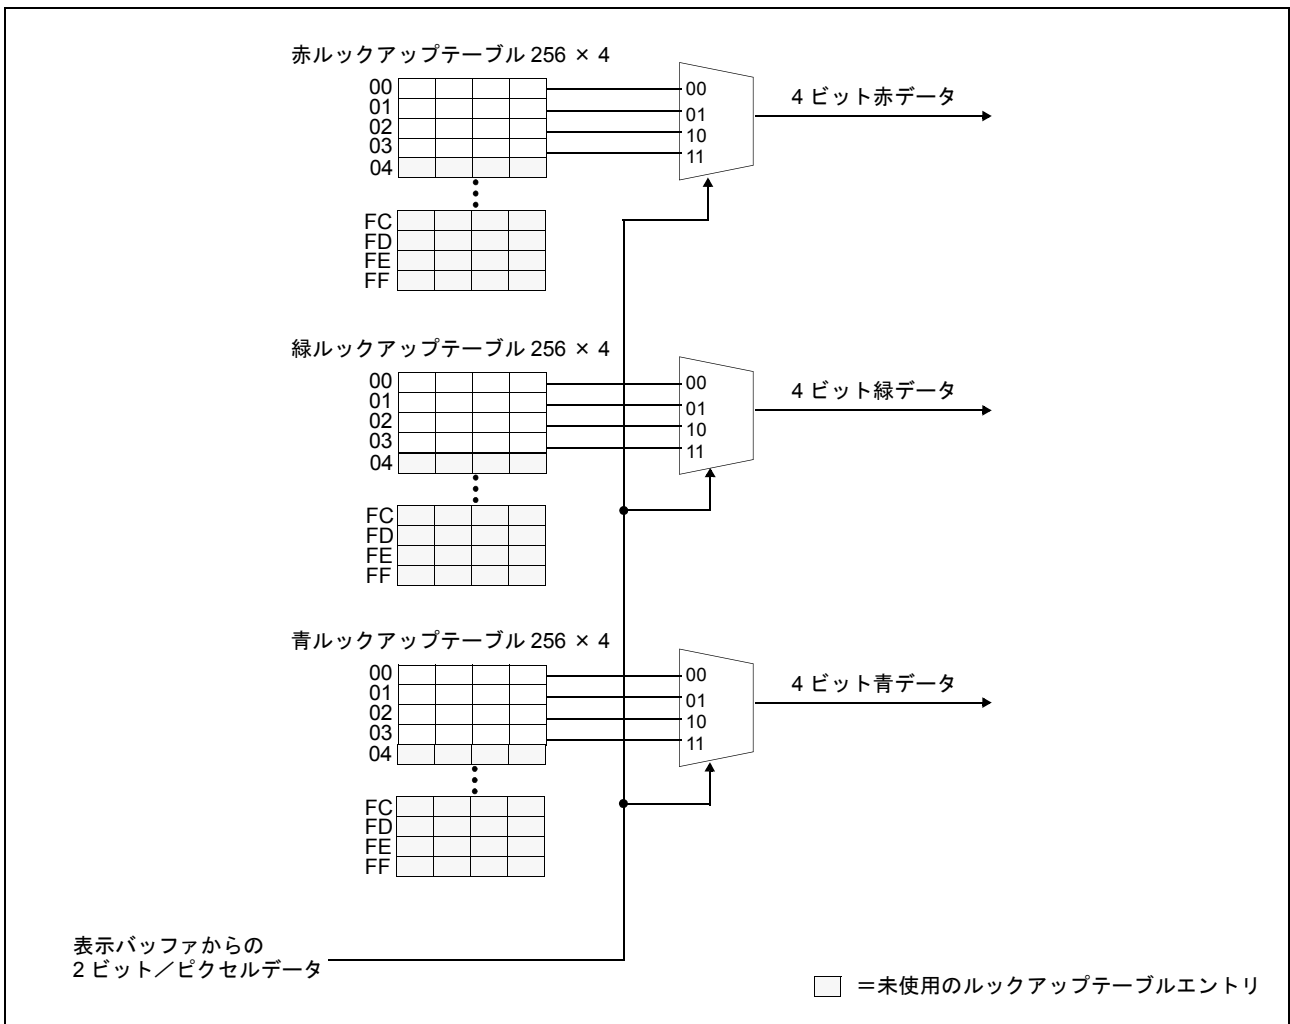 赤ルックアップテーブル 256 × 4
00
01
02
03
04
FC
FD
FE
FF
00
01
10
11
4 ビット赤データ
緑ルックアップテーブル 256 × 4
00
01
02
03
04
FC
FD
FE
FF
00
01
10
11
4 ビット緑データ
青ルックアップテーブル 256 × 4
00
01
02
03
04
FC
FD
FE
FF
00
01
10
11
4 ビット青データ
表示バッファからの
2 ビット／ピクセルデータ
＝未使用のルックアップテーブルエントリ